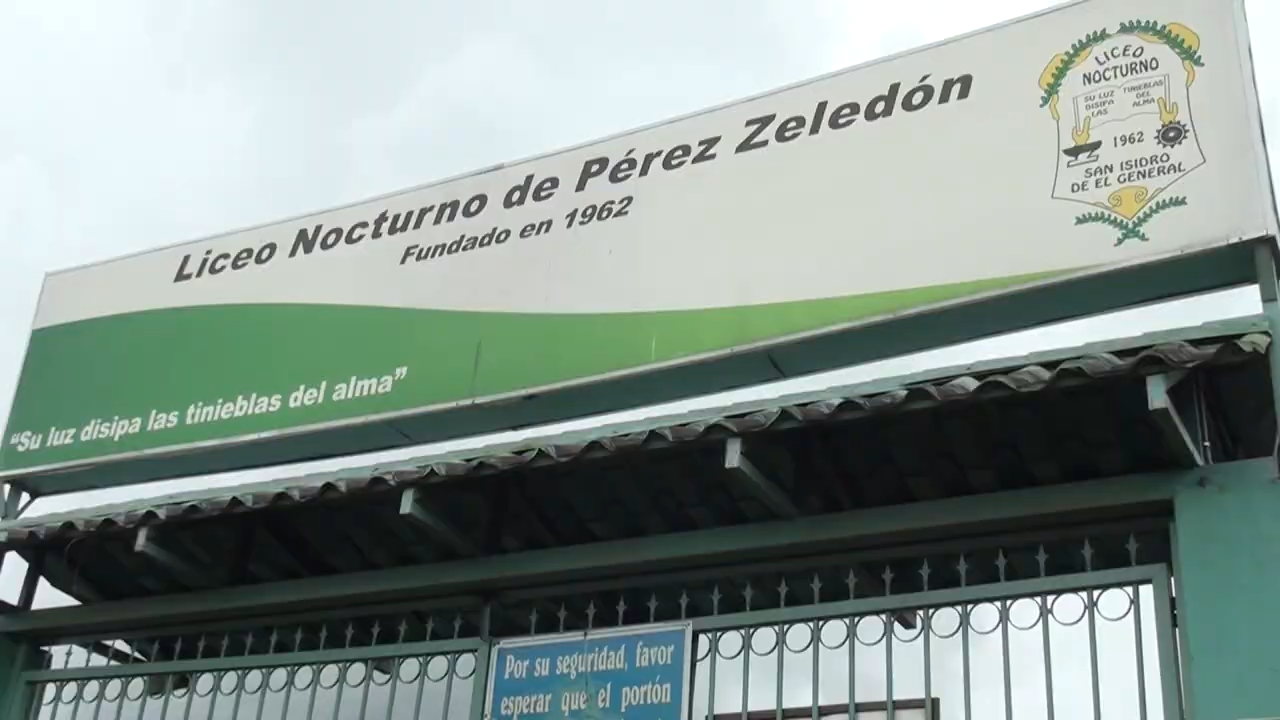 Liceo Nocturno de Pérez Zeledón
Fundado en 1962
“Su luz disipa las tinieblas del alma”
LICEO
NOCTURNO
SU LUZ
DISIPA
LAS
TINIEBLAS
DEL
ALMA
1962
SAN ISIDRO
DE EL GENERAL
Por su seguridad, favor
esperar que el portón